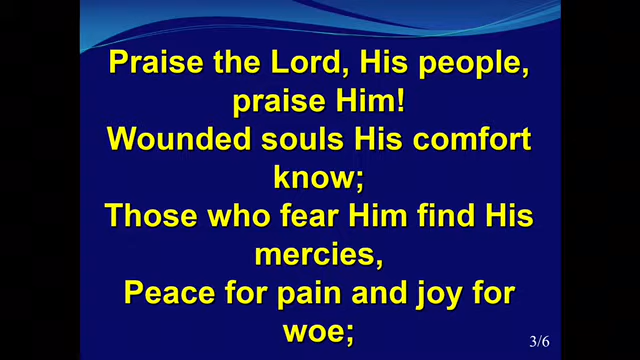 Praise the Lord, His people,
praise Him!
Wounded souls His comfort
know;
Those who fear Him find His
mercies,
Peace for pain and joy for
woe;
3/6